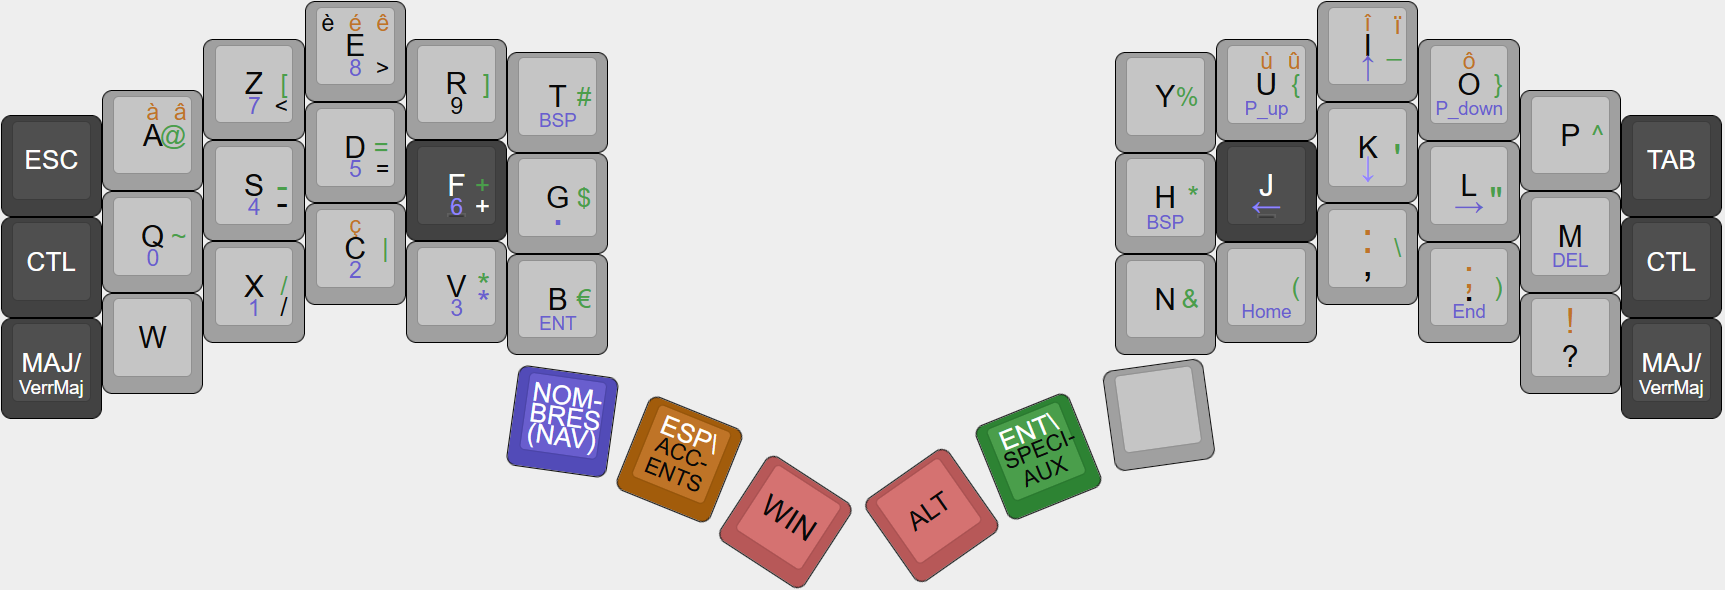 ESC
CTL
MAJ/
VerrMaj
à â
A@
Q ~
0
W
Z [
7 <
S -
4 -
X /
1 /
è é ê
E
8 >
D =
5 =
ç
C |
2
R ]
9
F +
6 +
V *
3 *
T #
BSP
G $
.
B €
ENT
NOM-
BRES
(NAV)
ESP\
ACC-
ENTS
WIN
ALT
ENT\
SPECI-
AUX
Y%
H *
BSP
N &
ù û
U {
P_up
J
←
(
Home
î ï
I _
↑
K '
↓
: \
,
ô
O }
P_down
L "
→
; )
.
End
P ^
M
DEL
!
?
TAB
CTL
MAJ/
VerrMaj